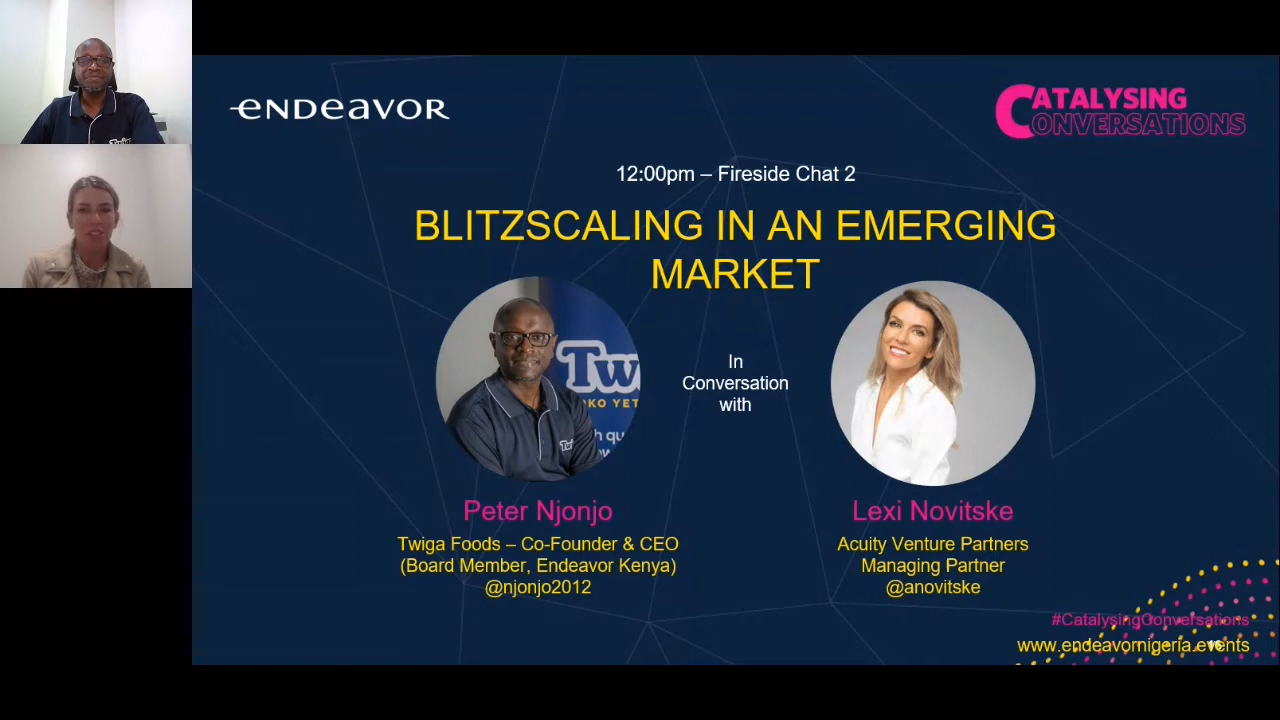 ENDEAVOR
CATALYSING
CONVERSATIONS
12:00pm – Fireside Chat 2
BLITZSCALING IN AN EMERGING
MARKET
Tw
In
Conversation
with
Peter Njonjo
Lexi Novitske
Twiga Foods – Co-Founder & CEO
(Board Member, Endeavor Kenya)
@njonjo2012
Acuity Venture Partners
Managing Partner
@anovitske
#CatalysingConversations
www.endeavornigeria.events